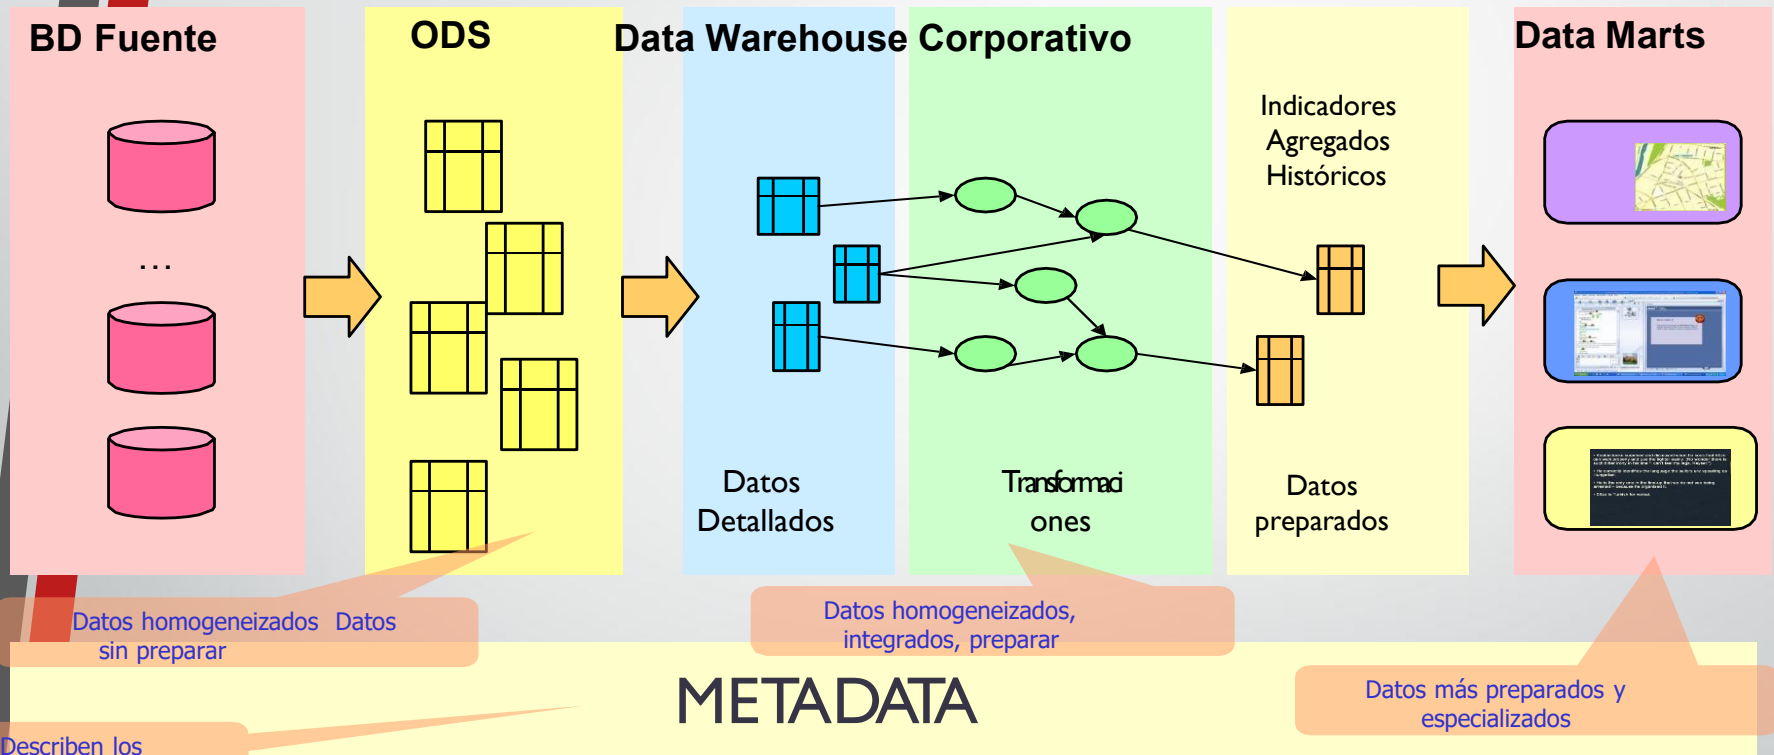 BD Fuente
ODS
Data Warehouse Corporativo
Data Marts
...
Indicadores
Agregados
Históricos
Datos
Detallados
Transformaci
ones
Datos
preparados
Datos homogeneizados Datos
sin preparar
Datos homogeneizados,
integrados, preparar
METADATA
Datos más preparados y
especializados
Describen los